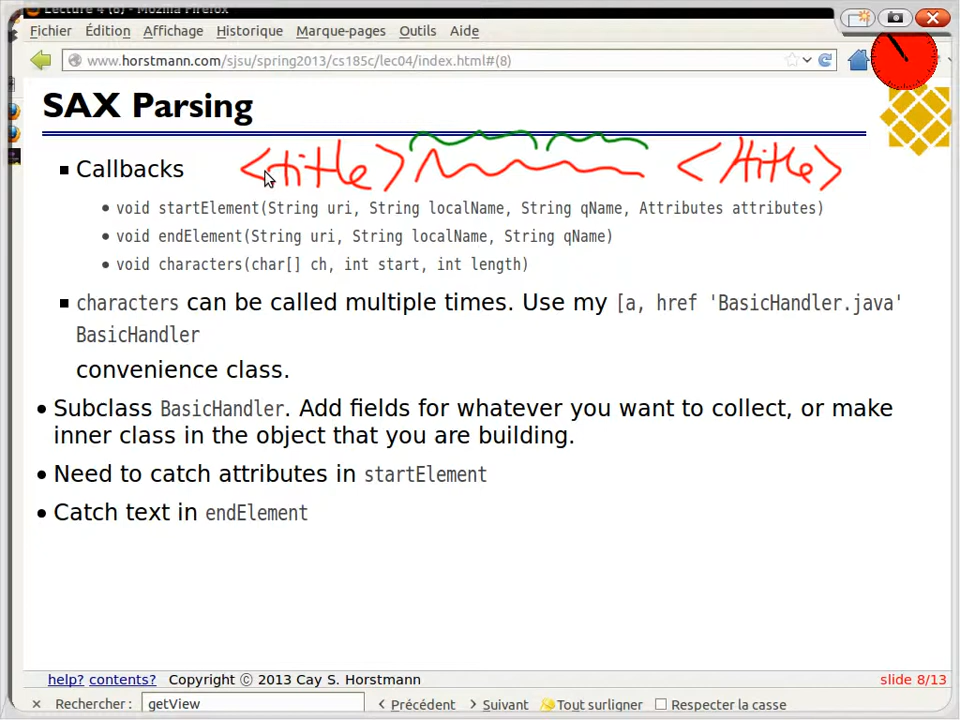 Lecture 4 (8) - Mozilla Firefox
Fichier Édition Affichage Historique Marque-pages Outils Aide
www.horstmann.com/sjsu/spring2013/cs185c/lec04/index.html#(8)
SAX Parsing
Callbacks <title> </title>
void startElement(String uri, String localName, String qName, Attributes attributes)
void endElement(String uri, String localName, String qName)
void characters(char[] ch, int start, int length)
characters can be called multiple times. Use my [a, href 'BasicHandler.java'
BasicHandler
convenience class.
Subclass BasicHandler. Add fields for whatever you want to collect, or make
inner class in the object that you are building.
Need to catch attributes in startElement
Catch text in endElement
help? contents? Copyright © 2013 Cay S. Horstmann slide 8/13
Rechercher: getView Précédent Suivant Tout surligner Respecter la casse